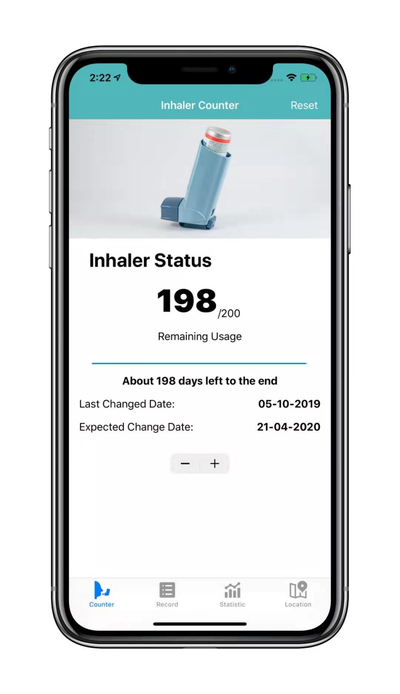 2:22
Inhaler Counter
Reset
Inhaler Status
198/200
Remaining Usage
About 198 days left to the end
Last Changed Date: 05-10-2019
Expected Change Date: 21-04-2020
− +
Counter Record Statistic Location